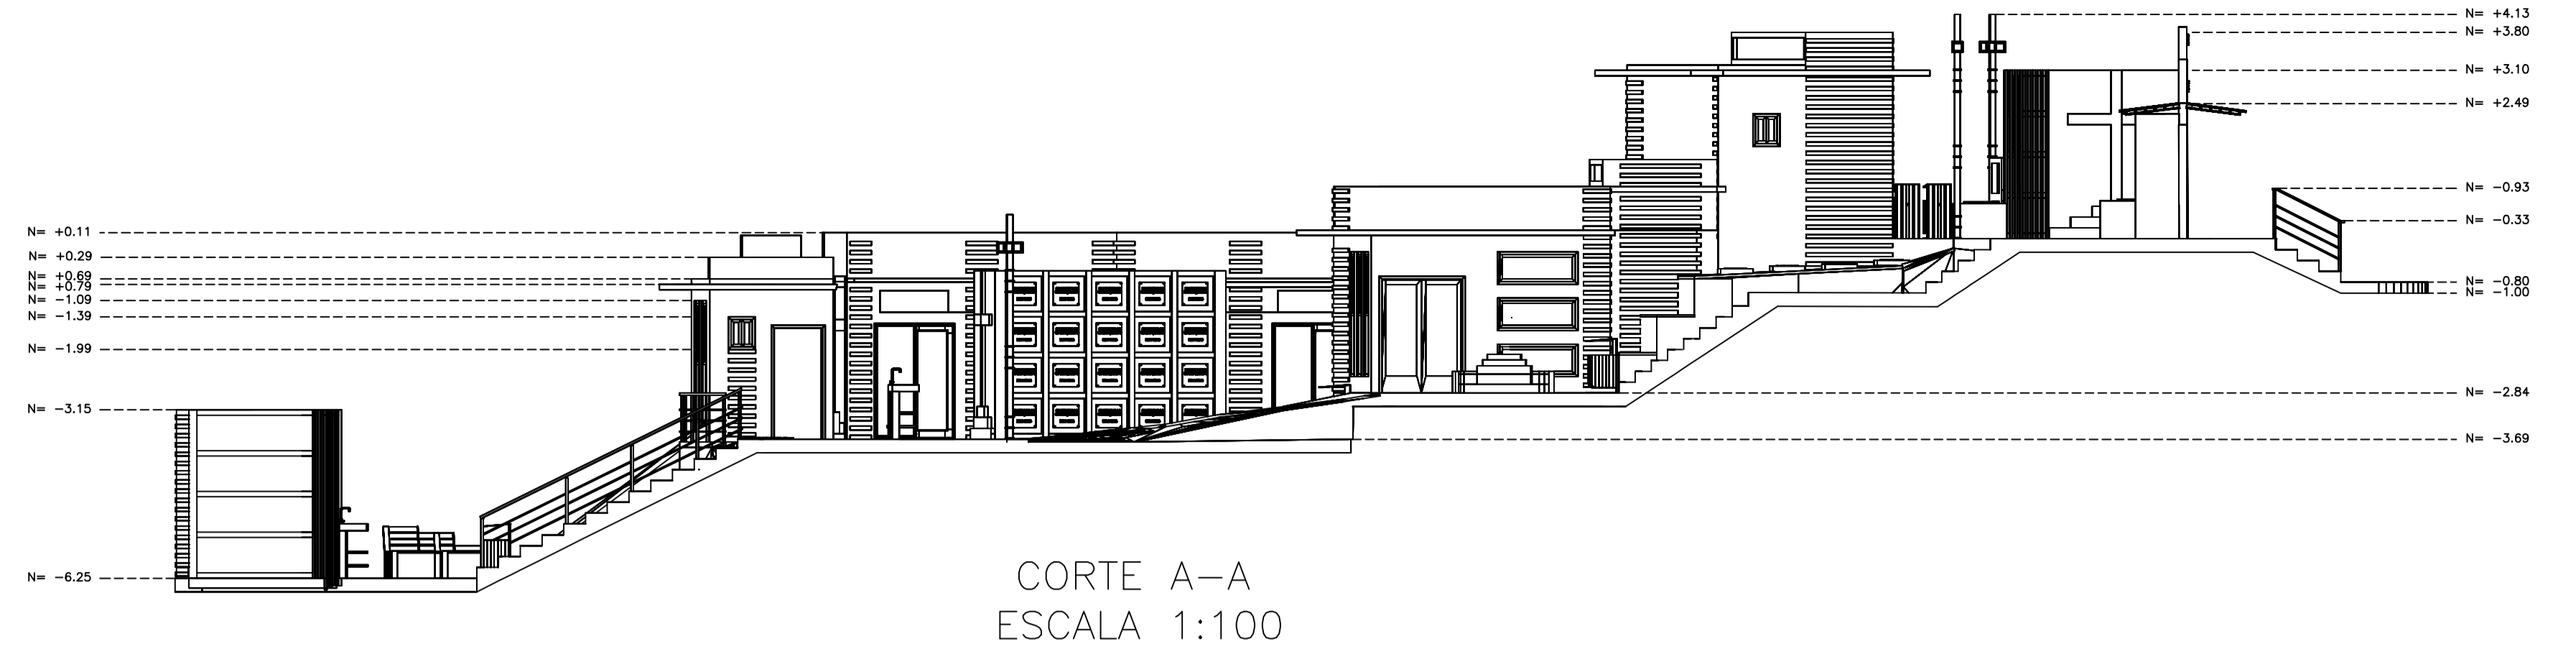 N= +4.13
N= +3.80
N= +3.10
N= +2.49
N= -0.93
N= -0.33
N= -0.80
N= -1.00
N= -2.84
N= -3.69
N= +0.11
N= +0.29
N= +0.69
N= +0.79
N= -1.09
N= -1.39
N= -1.99
N= -3.15
N= -6.25
CORTE A-A
ESCALA 1:100